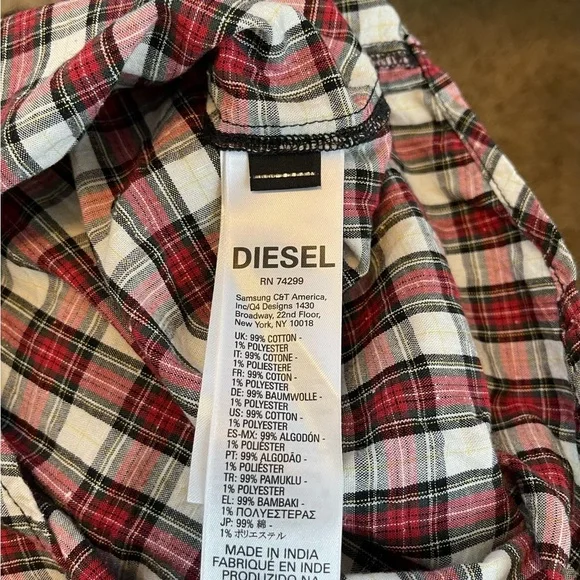 DIESEL
RN 74299
Samsung C&T America,
Inc/Q4 Designs 1430
Broadway, 22nd Floor,
New York, NY 10018
UK: 99% COTTON -
1% POLYESTER
IT: 99% COTONE -
1% POLIESTERE
FR: 99% COTON -
1% POLYESTER
DE: 99% BAUMWOLLE -
1% POLYESTER
US: 99% COTTON -
1% POLYESTER
ES-MX: 99% ALGODÓN -
1% POLIÉSTER
PT: 99% ALGODÃO -
1% POLIÉSTER
TR: 99% PAMUKLU -
1% POLYESTER
EL: 99% ΒΑΜΒΑΚΙ -
1% ΠΟΛΥΕΣΤΕΡΑΣ
JP: 99% 綿 -
1% ポリエステル
MADE IN INDIA
FABRIQUÉ EN INDE
PRODUZIDO NA